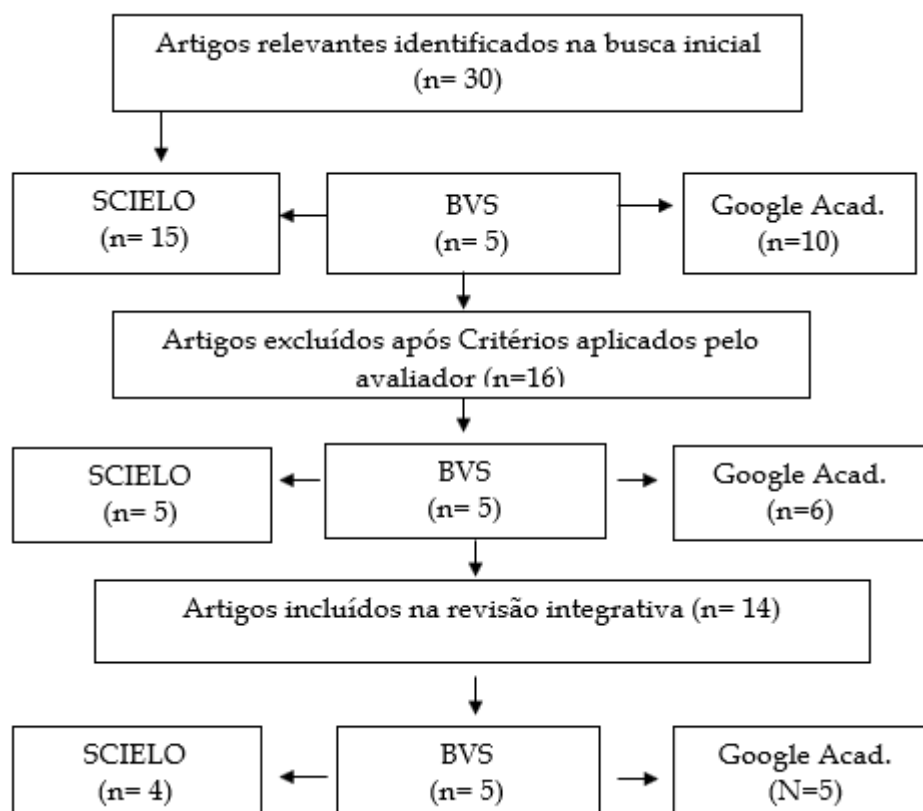 Artigos relevantes identificados na busca inicial
(n= 30)
SCIELO
(n= 15)
BVS
(n= 5)
Google Acad.
(n=10)
Artigos excluídos após Critérios aplicados pelo
avaliador (n=16)
SCIELO
(n= 5)
BVS
(n= 5)
Google Acad.
(n=6)
Artigos incluídos na revisão integrativa (n= 14)
SCIELO
(n= 4)
BVS
(n= 5)
Google Acad.
(N=5)